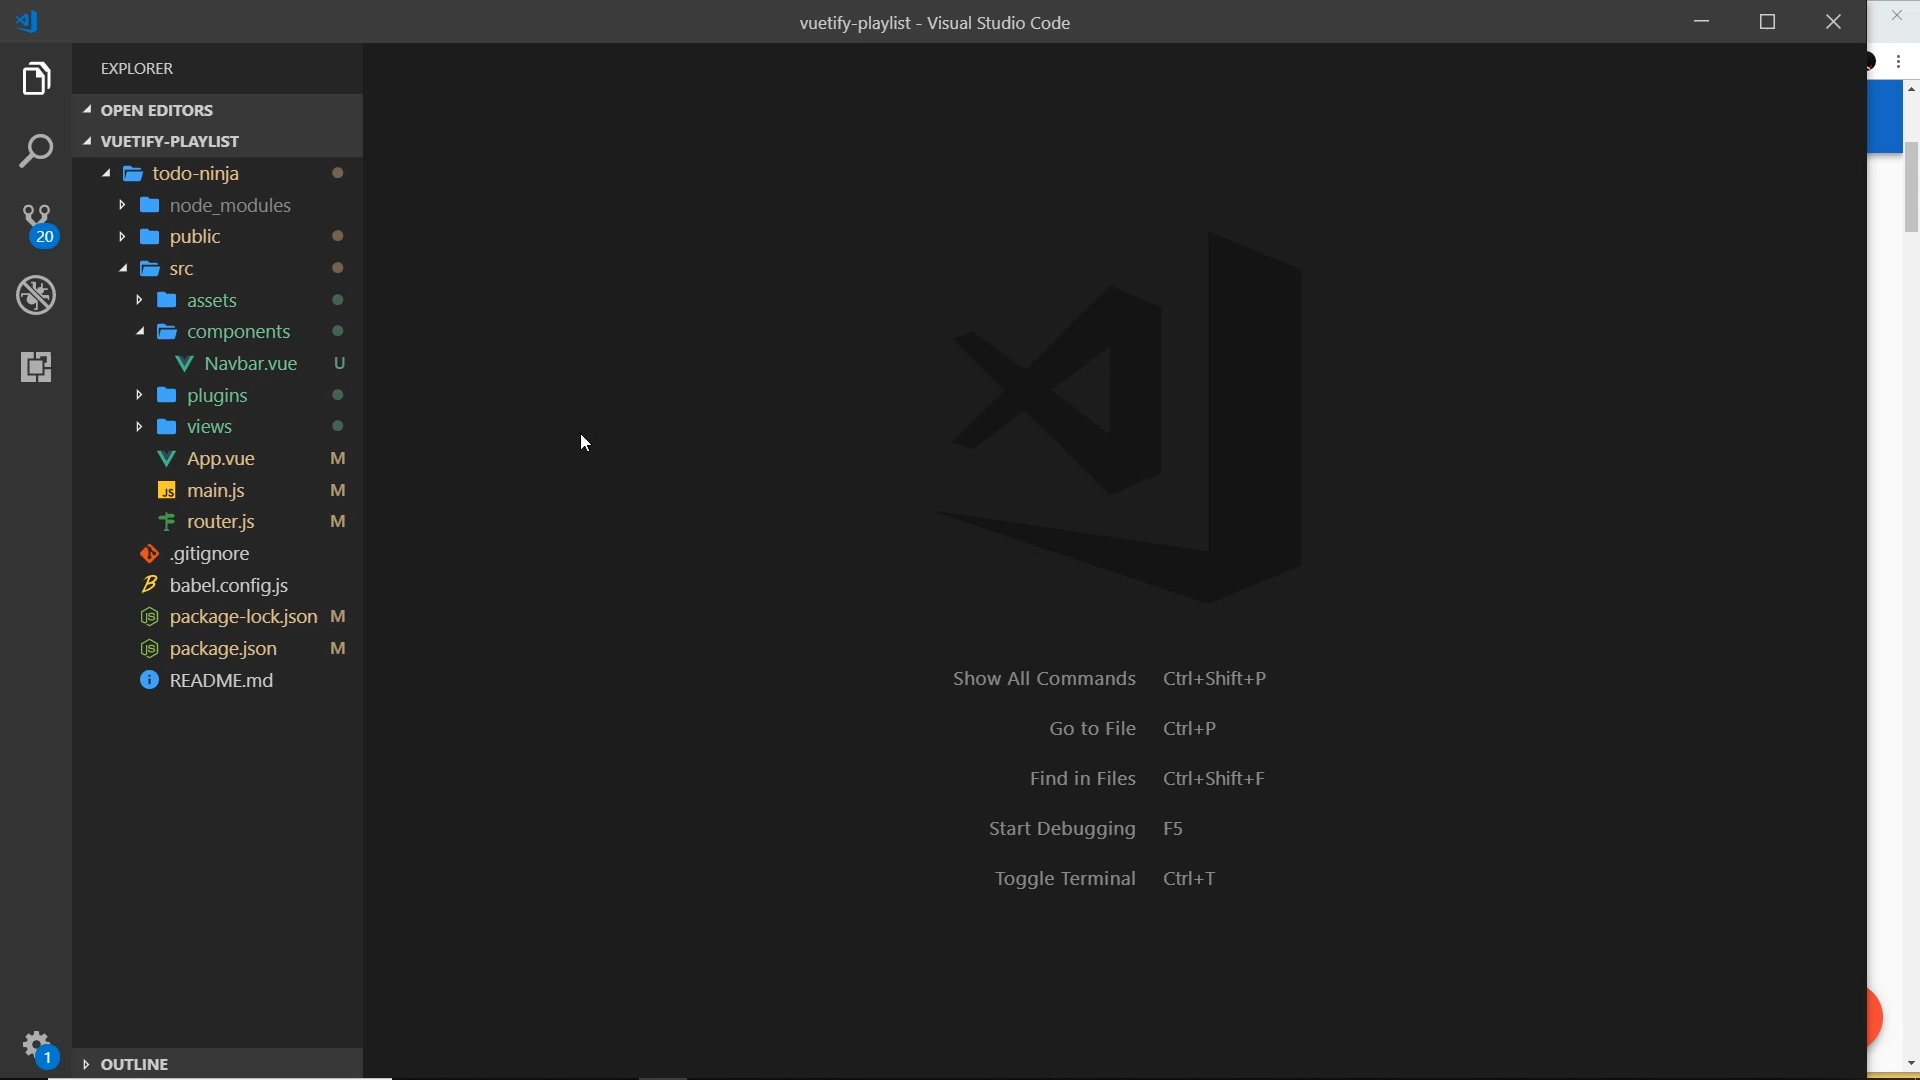 vuetify-playlist - Visual Studio Code
EXPLORER
OPEN EDITORS
VUETIFY-PLAYLIST
todo-ninja
node_modules
public
src
assets
components
Navbar.vue U
plugins
views
App.vue M
JS main.js M
router.js M
.gitignore
babel.config.js
package-lock.json M
package.json M
README.md
OUTLINE
20
1
Show All Commands Ctrl+Shift+P
Go to File Ctrl+P
Find in Files Ctrl+Shift+F
Start Debugging F5
Toggle Terminal Ctrl+T